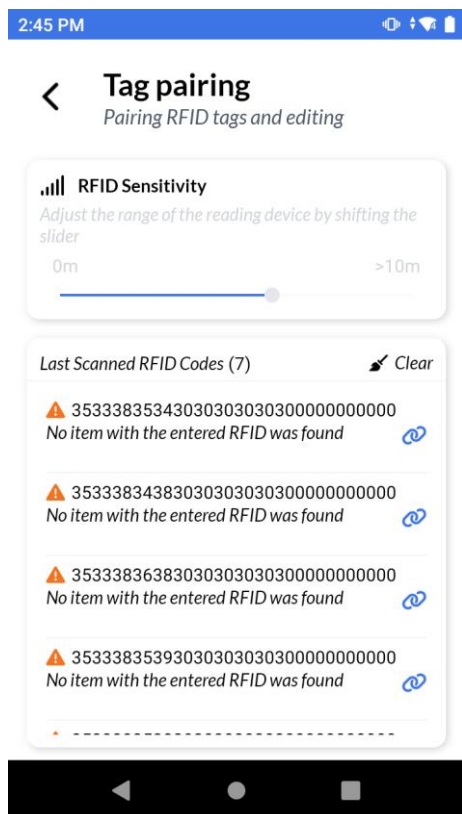 2:45 PM
Tag pairing
Pairing RFID tags and editing
RFID Sensitivity
Adjust the range of the reading device by shifting the
slider
0m >10m
Last Scanned RFID Codes (7) Clear
35333835343030303030300000000000
No item with the entered RFID was found
35333834383030303030300000000000
No item with the entered RFID was found
35333836383030303030300000000000
No item with the entered RFID was found
35333835393030303030300000000000
No item with the entered RFID was found